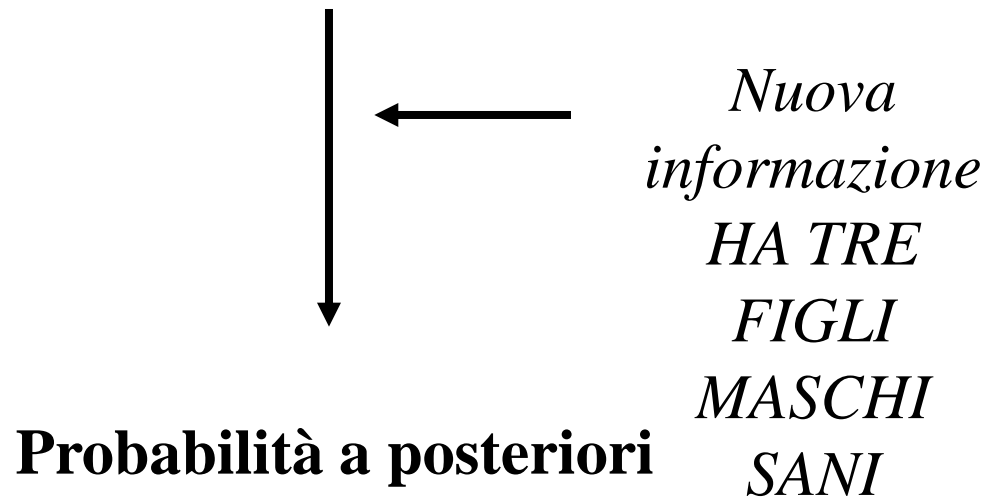 Nuova
informazione
HA TRE
FIGLI
MASCHI
SANI
Probabilità a posteriori